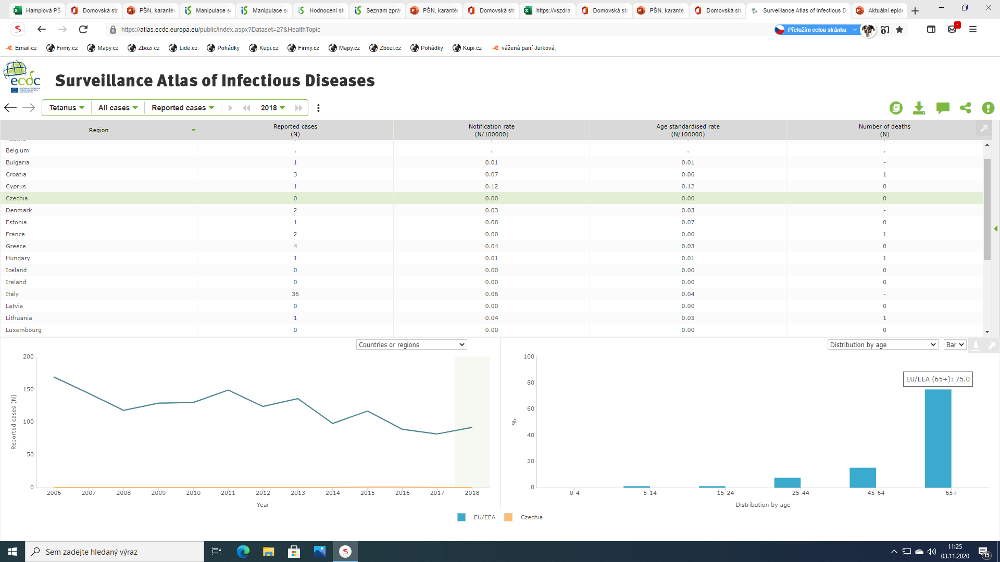 Hamplová PŠ
Domovská str
PŠN, karanté
Manipulace se
Manipulace se
Hodnocení stu
Seznam zpráv
PŠN, karanté
Domovská str
https://vszdrav
Domovská str
PŠN, karanté
Domovská str
Surveillance Atlas of Infectious D
Aktuální epide
https://atlas.ecdc.europa.eu/public/index.aspx?Dataset=27&HealthTopic
Přeložím celou stránku
Email.cz
Firmy.cz
Mapy.cz
Zbozi.cz
Lide.cz
Pohádky
Kupi.cz
Firmy.cz
Mapy.cz
Zbozi.cz
Pohádky
Kupi.cz
vážená paní Jurková,
ecdc
Surveillance Atlas of Infectious Diseases
Tetanus All cases Reported cases 2018
Region Reported cases (N) Notification rate (N/100000) Age standardised rate (N/100000) Number of deaths (N)
Austria . . . .
Belgium . . . .
Bulgaria 1 0.01 0.01 -
Croatia 3 0.07 0.06 1
Cyprus 1 0.12 0.12 0
Czechia 0 0.00 0.00 0
Denmark 2 0.03 0.03 -
Estonia 1 0.08 0.07 0
France 2 0.00 0.00 1
Greece 4 0.04 0.03 0
Hungary 1 0.01 0.01 1
Iceland 0 0.00 0.00 0
Ireland 0 0.00 0.00 0
Italy 36 0.06 0.04 -
Latvia 0 0.00 0.00 0
Lithuania 1 0.04 0.03 1
Luxembourg 0 0.00 0.00 0
Countries or regions
200
150
100
50
0
Reported cases (N)
2006 2007 2008 2009 2010 2011 2012 2013 2014 2015 2016 2017 2018
Year
Distribution by age
Bar
100
80
60
40
20
0
%
EU/EEA (65+): 75.0
0-4 5-14 15-24 25-44 45-64 65+
Distribution by age
EU/EEA Czechia
Sem zadejte hledaný výraz
11:25
03.11.2020
15